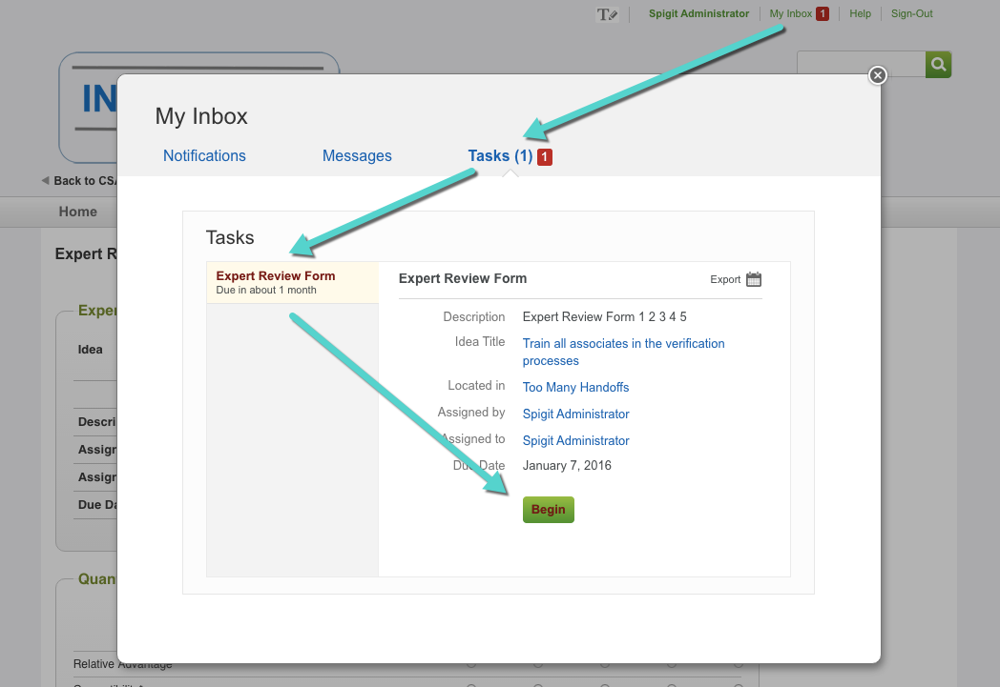 Spigit Administrator My Inbox 1 Help Sign-Out
IN
My Inbox
Notifications Messages Tasks (1) 1
Back to CSA
Home
Expert R
Tasks
Expert Review Form
Due in about 1 month
Expert Review Form Export
Description Expert Review Form 1 2 3 4 5
Idea Title Train all associates in the verification
processes
Located in Too Many Handoffs
Assigned by Spigit Administrator
Assigned to Spigit Administrator
Due Date January 7, 2016
Begin
Exper
Idea
Descri
Assign
Assign
Due Da
Quan
Relative Advantage